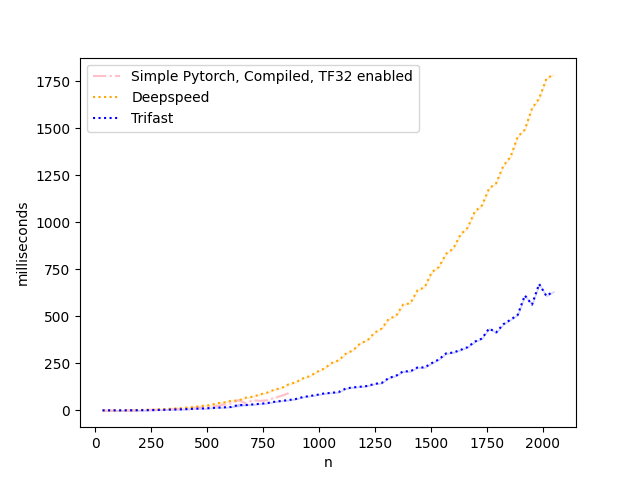 Simple Pytorch, Compiled, TF32 enabled
Deepspeed
Trifast
1750
1500
1250
1000
750
500
250
0
milliseconds
0 250 500 750 1000 1250 1500 1750 2000
n